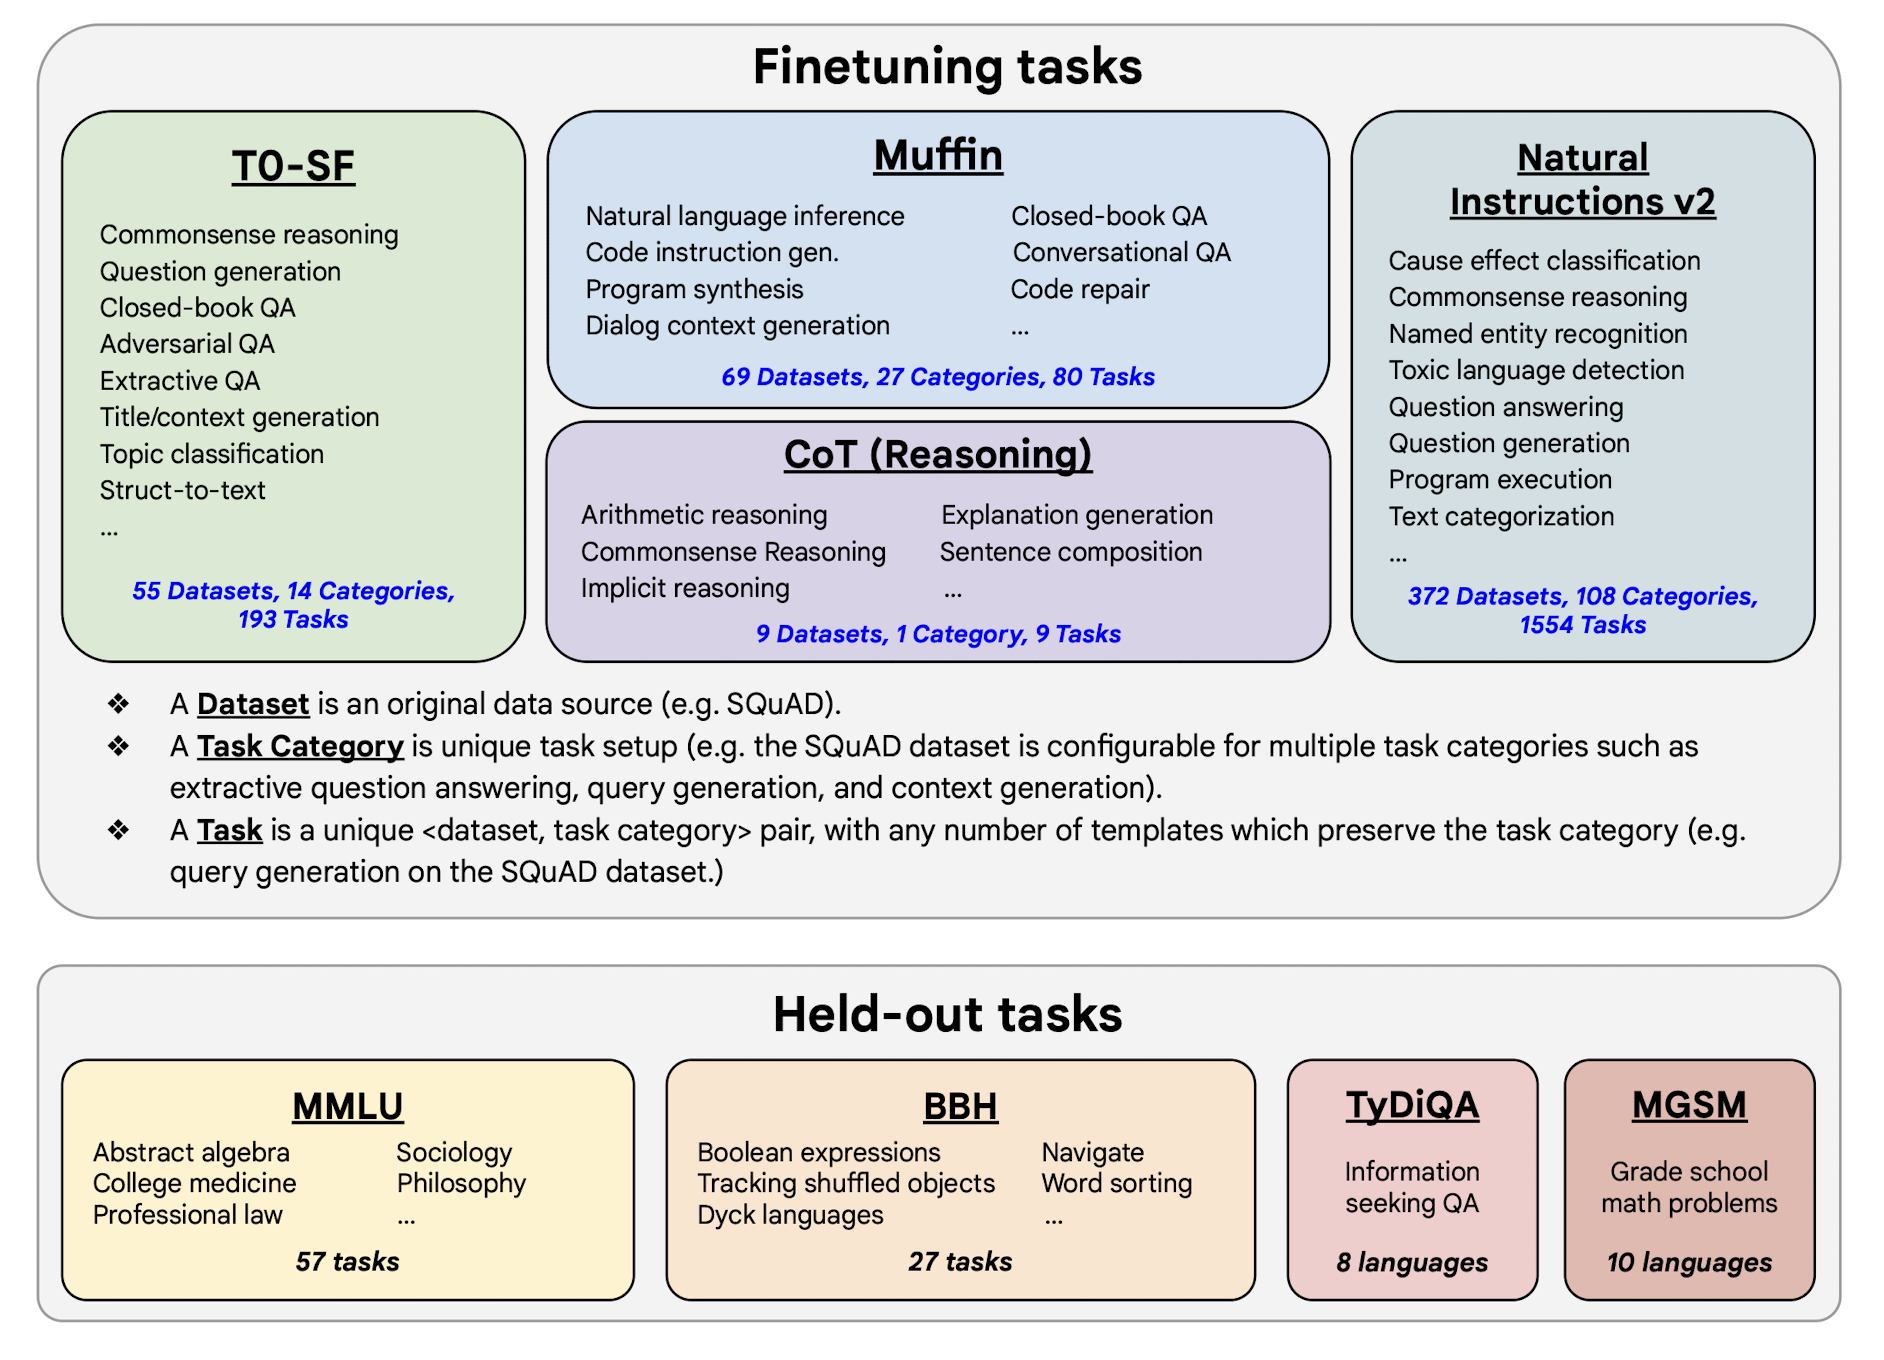 Finetuning tasks
T0-SF
Commonsense reasoning
Question generation
Closed-book QA
Adversarial QA
Extractive QA
Title/context generation
Topic classification
Struct-to-text
...
55 Datasets, 14 Categories,
193 Tasks
Muffin
Natural language inference
Code instruction gen.
Program synthesis
Dialog context generation
Closed-book QA
Conversational QA
Code repair
...
69 Datasets, 27 Categories, 80 Tasks
CoT (Reasoning)
Arithmetic reasoning
Commonsense Reasoning
Implicit reasoning
Explanation generation
Sentence composition
...
9 Datasets, 1 Category, 9 Tasks
Natural
Instructions v2
Cause effect classification
Commonsense reasoning
Named entity recognition
Toxic language detection
Question answering
Question generation
Program execution
Text categorization
...
372 Datasets, 108 Categories,
1554 Tasks
❖ A Dataset is an original data source (e.g. SQuAD).
❖ A Task Category is unique task setup (e.g. the SQuAD dataset is configurable for multiple task categories such as
extractive question answering, query generation, and context generation).
❖ A Task is a unique <dataset, task category> pair, with any number of templates which preserve the task category (e.g.
query generation on the SQuAD dataset.)
Held-out tasks
MMLU
Abstract algebra
College medicine
Professional law
Sociology
Philosophy
...
57 tasks
BBH
Boolean expressions
Tracking shuffled objects
Dyck languages
Navigate
Word sorting
...
27 tasks
TyDiQA
Information
seeking QA
8 languages
MGSM
Grade school
math problems
10 languages